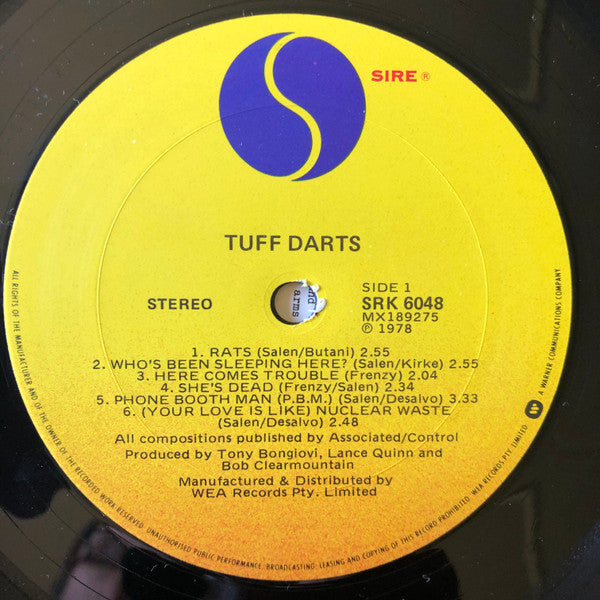 SIRE ®
TUFF DARTS
STEREO
SIDE 1
SRK 6048
MX189275
℗ 1978
1. RATS (Salen/Butani) 2.55
2. WHO'S BEEN SLEEPING HERE? (Salen/Kirke) 2.55
3. HERE COMES TROUBLE (Frenzy) 2.04
4. SHE'S DEAD (Frenzy/Salen) 2.34
5. PHONE BOOTH MAN (P.B.M.) (Salen/Desalvo) 3.33
6. (YOUR LOVE IS LIKE) NUCLEAR WASTE
(Salen/Desalvo) 2.48
All compositions published by Associated/Control
Produced by Tony Bongiovi, Lance Quinn and
Bob Clearmountain
Manufactured & Distributed by
WEA Records Pty. Limited
ALL RIGHTS OF THE MANUFACTURER AND OF THE OWNER OF THE RECORDED WORK RESERVED. UNAUTHORISED PUBLIC PERFORMANCE, BROADCASTING, LEASING AND COPYING OF THIS RECORD PROHIBITED. WEA RECORDS PTY. LIMITED
A WARNER COMMUNICATIONS COMPANY.
arms